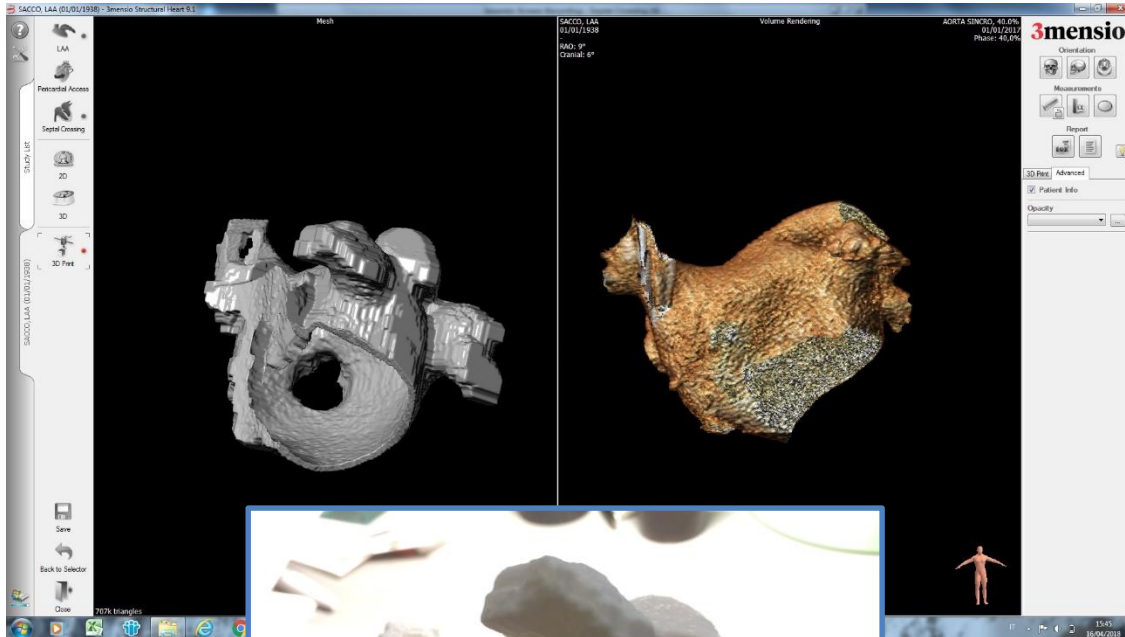 SACCO, LAA (01/01/1938) - 3mensio Structural Heart 9.1
LAA
Pericardial Access
Septal Crossing
2D
3D
3D Print
Save
Back to Selector
Close
Study List
SACCO, LAA (01/01/1938)
Mesh
707k triangles
SACCO, LAA
01/01/1938
-
RAO: 9°
Cranial: 6°
Volume Rendering
AORTA SINCRO, 40.0%
01/01/2017
Phase: 40,0%
3mensio
Orientation
Measurements
Report
3D Print Advanced
Patient Info
Opacity
IT
15:45
16/04/2018